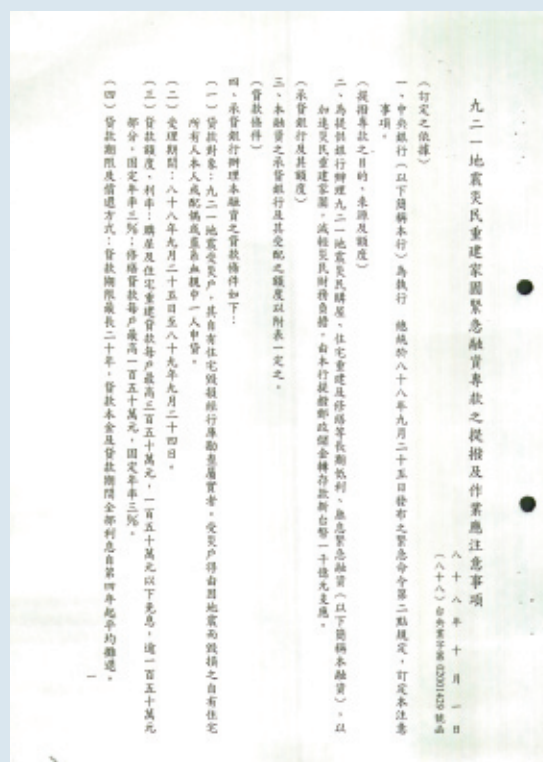 九二一地震災民重建家園緊急融資專款之提撥及作業應注意事項
八十八年十月一日
(八十八)台央業字第02001429號函
(訂定之依據)
一、中央銀行(以下簡稱本行)為執行 總統於八十八年九月二十五日發布之緊急命令第二點規定,訂定本注意
事項。
(提撥專款之目的、來源及額度)
二、為提供銀行辦理九二一地震災民購屋、住宅重建及修繕等長期低利、無息緊急融資(以下簡稱本融資),以
加速災民重建家園,減輕災民財務負擔,由本行提撥郵政儲金轉存款新台幣一千億元支應。
(承貸銀行及其額度)
三、本融資之承貸銀行及其受配之額度以附表一定之。
(貸款條件)
四、承貸銀行辦理本融資之貸款條件如下:
(一)貸款對象:九二一地震受災戶,其自有住宅毀損經行庫勘查屬實者。受災戶得由因地震而毀損之自有住宅
所有人本人或配偶或直系血親中一人申貸。
(二)受理期間:八十八年九月二十五日至八十九年九月二十四日。
(三)貸款額度、利率:購屋及住宅重建貸款每戶最高三百五十萬元,一百五十萬元以下免息,逾一百五十萬元
部分,固定年率三%;修繕貸款每戶最高一百五十萬元,固定年率三%。
(四)貸款期限及償還方式:貸款期限最長二十年,貸款本金及貸款期間全部利息自第四年起平均攤還。
一